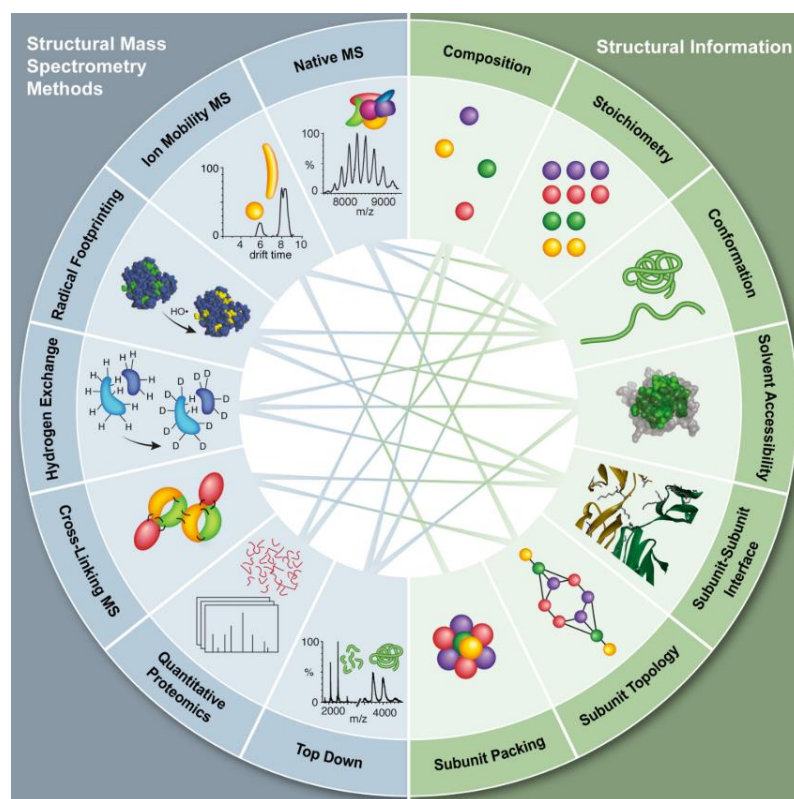 Structural Mass
Spectrometry
Methods
Structural Information
Native MS
Composition
Ion Mobility MS
Stoichiometry
100
%
8000 9000
m/z
100
0
4 6 8 10
drift time
Radical Footprinting
HO•
Conformation
Hydrogen Exchange
H H H H H H H H H H
D D D D D D D D D D
Solvent Accessibility
Cross-Linking MS
Subunit-Subunit
Interface
Quantitative
Proteomics
Subunit Topology
100
%
0
2000 4000
m/z
Top Down
Subunit Packing